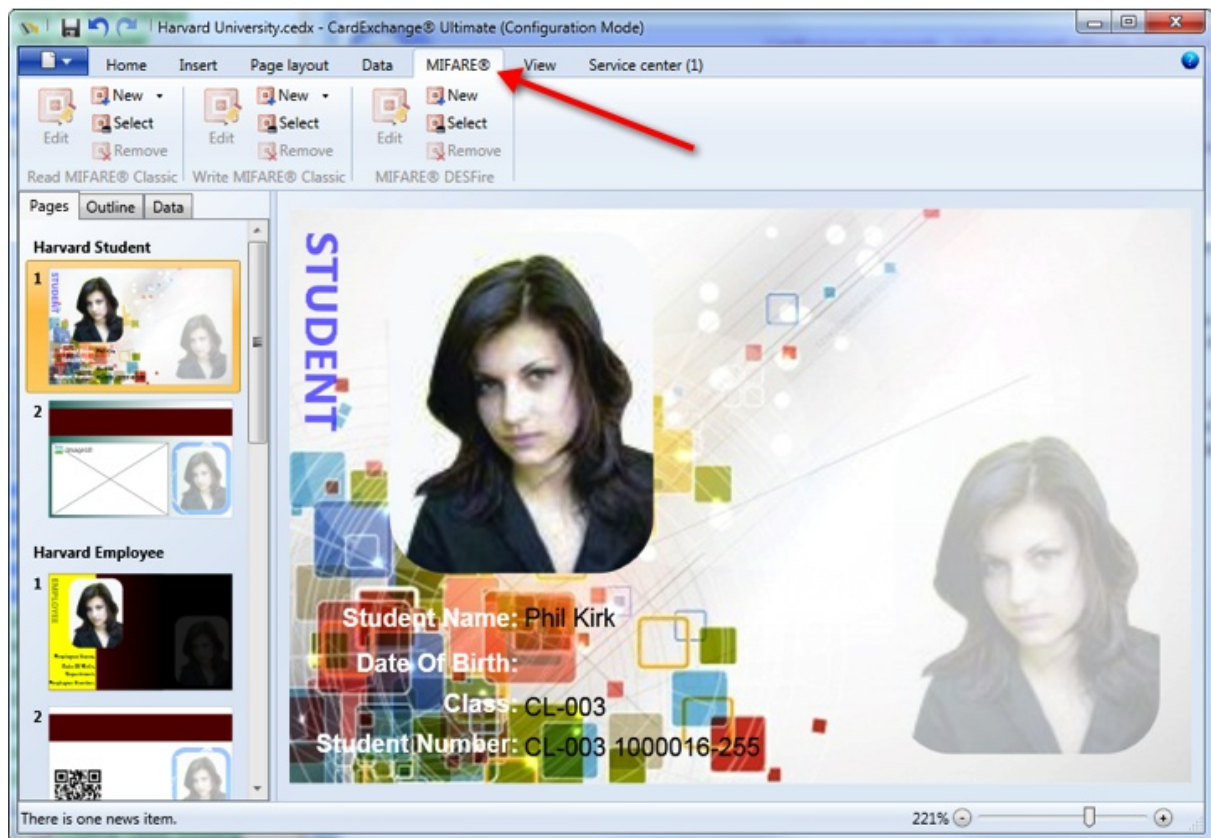 Harvard University.cedx - CardExchange® Ultimate (Configuration Mode)
Home Insert Page layout Data MIFARE® View Service center (1)
New New New
Select Select Select
Edit Edit Edit
Remove Remove Remove
Read MIFARE® Classic Write MIFARE® Classic MIFARE® DESFire
Pages Outline Data
Harvard Student
1
STUDENT
2
Harvard Employee
1
EMPLOYEE
2
STUDENT
Student Name: Phil Kirk
Date Of Birth:
Class: CL-003
Student Number: CL-003 1000016-255
There is one news item.
221%